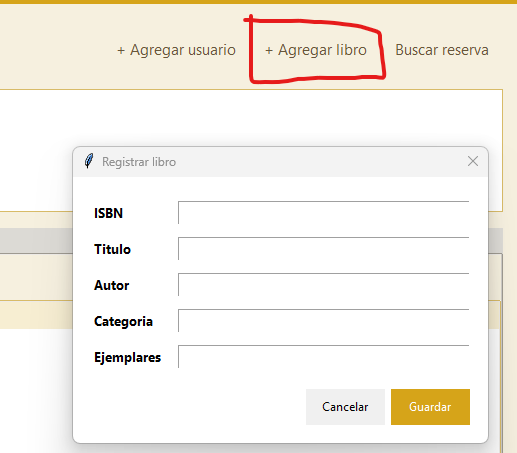 + Agregar usuario + Agregar libro Buscar reserva
Registrar libro
ISBN
Titulo
Autor
Categoria
Ejemplares
Cancelar Guardar